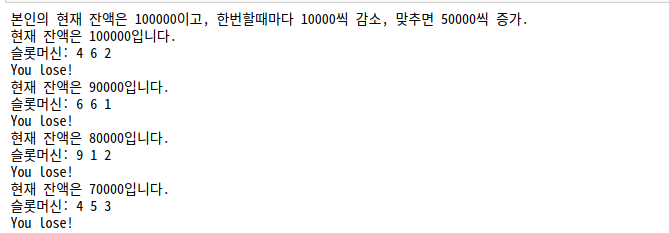 본인의 현재 잔액은 100000이고, 한번할때마다 10000씩 감소, 맞추면 50000씩 증가.
현재 잔액은 100000입니다.
슬롯머신: 4 6 2
You lose!
현재 잔액은 90000입니다.
슬롯머신: 6 6 1
You lose!
현재 잔액은 80000입니다.
슬롯머신: 9 1 2
You lose!
현재 잔액은 70000입니다.
슬롯머신: 4 5 3
You lose!